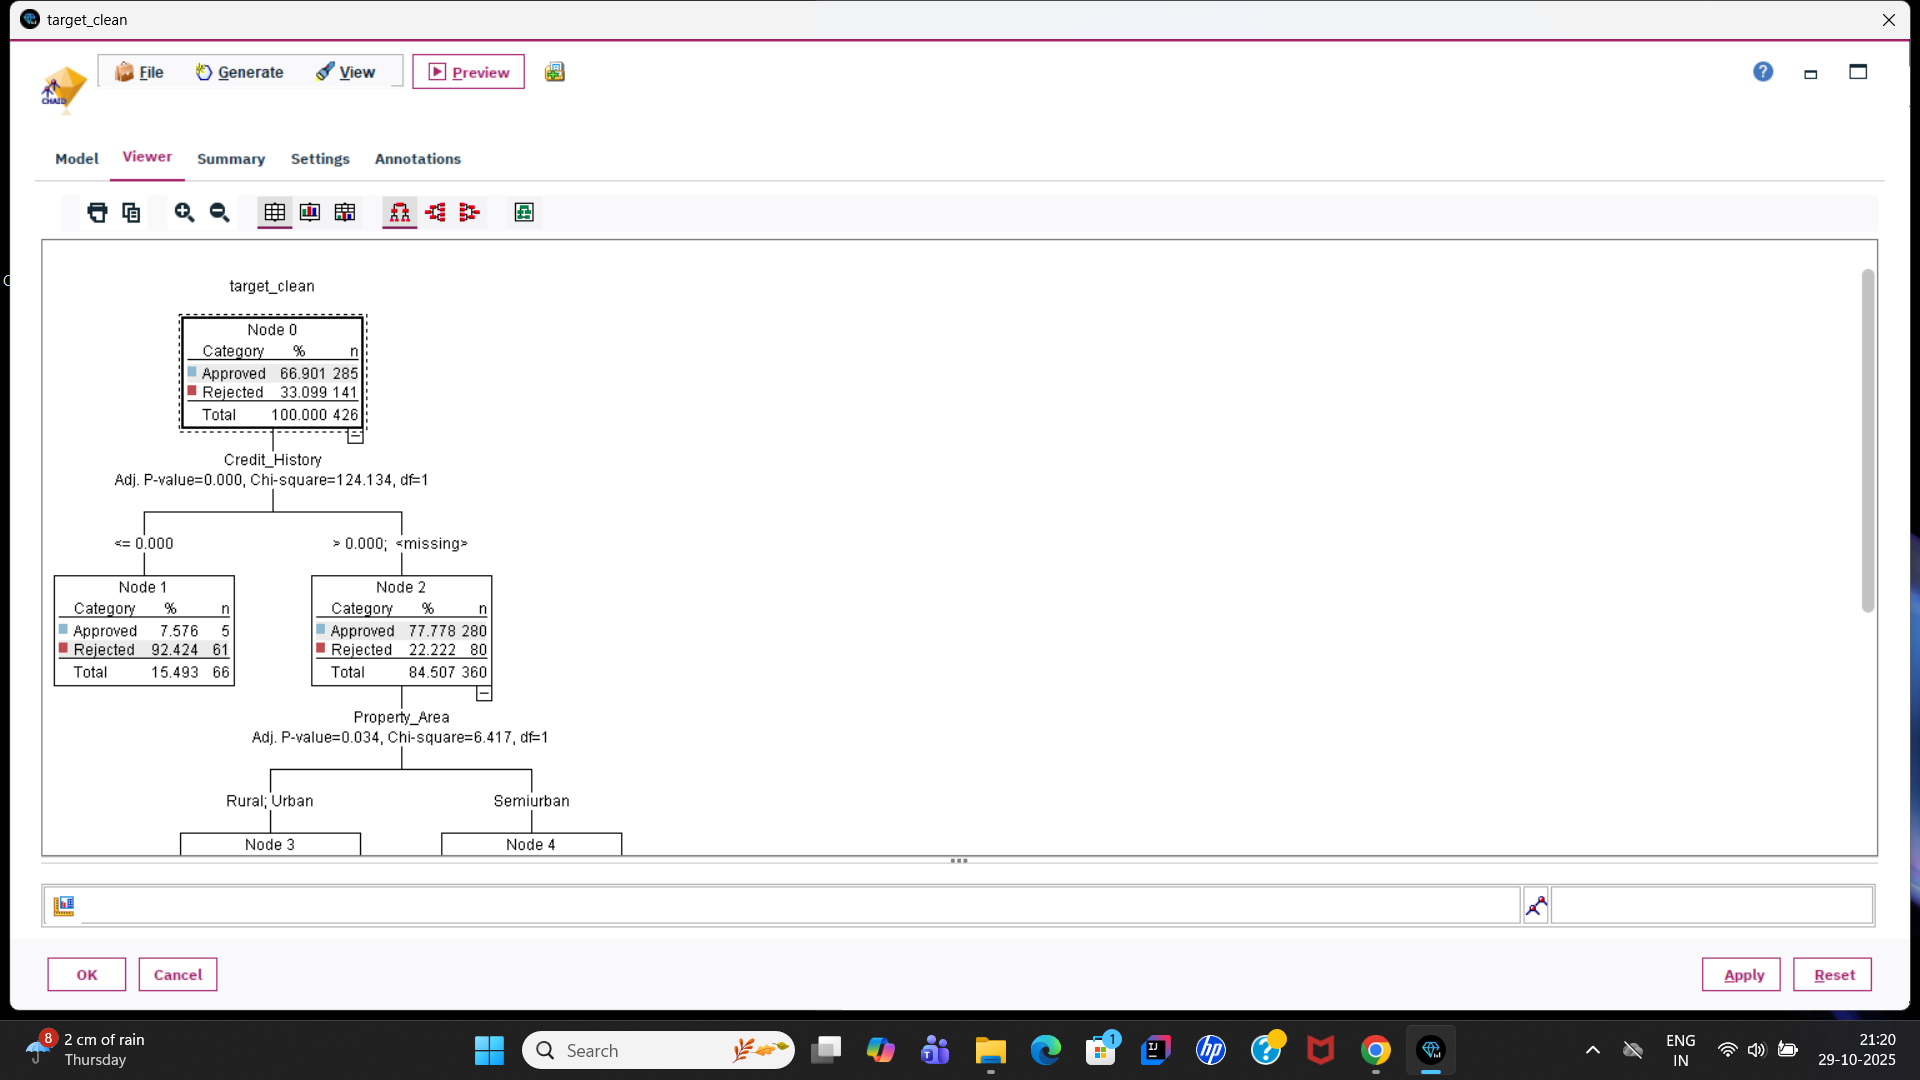 target_clean
CHAID
File Generate View Preview
Model Viewer Summary Settings Annotations
target_clean
Node 0
Category % n
Approved 66.901 285
Rejected 33.099 141
Total 100.000 426
Credit_History
Adj. P-value=0.000, Chi-square=124.134, df=1
<= 0.000
> 0.000; <missing>
Node 1
Category % n
Approved 7.576 5
Rejected 92.424 61
Total 15.493 66
Node 2
Category % n
Approved 77.778 280
Rejected 22.222 80
Total 84.507 360
Property_Area
Adj. P-value=0.034, Chi-square=6.417, df=1
Rural; Urban
Semiurban
Node 3
Node 4
OK Cancel Apply Reset
8
2 cm of rain
Thursday
Search
1
ENG
IN
21:20
29-10-2025